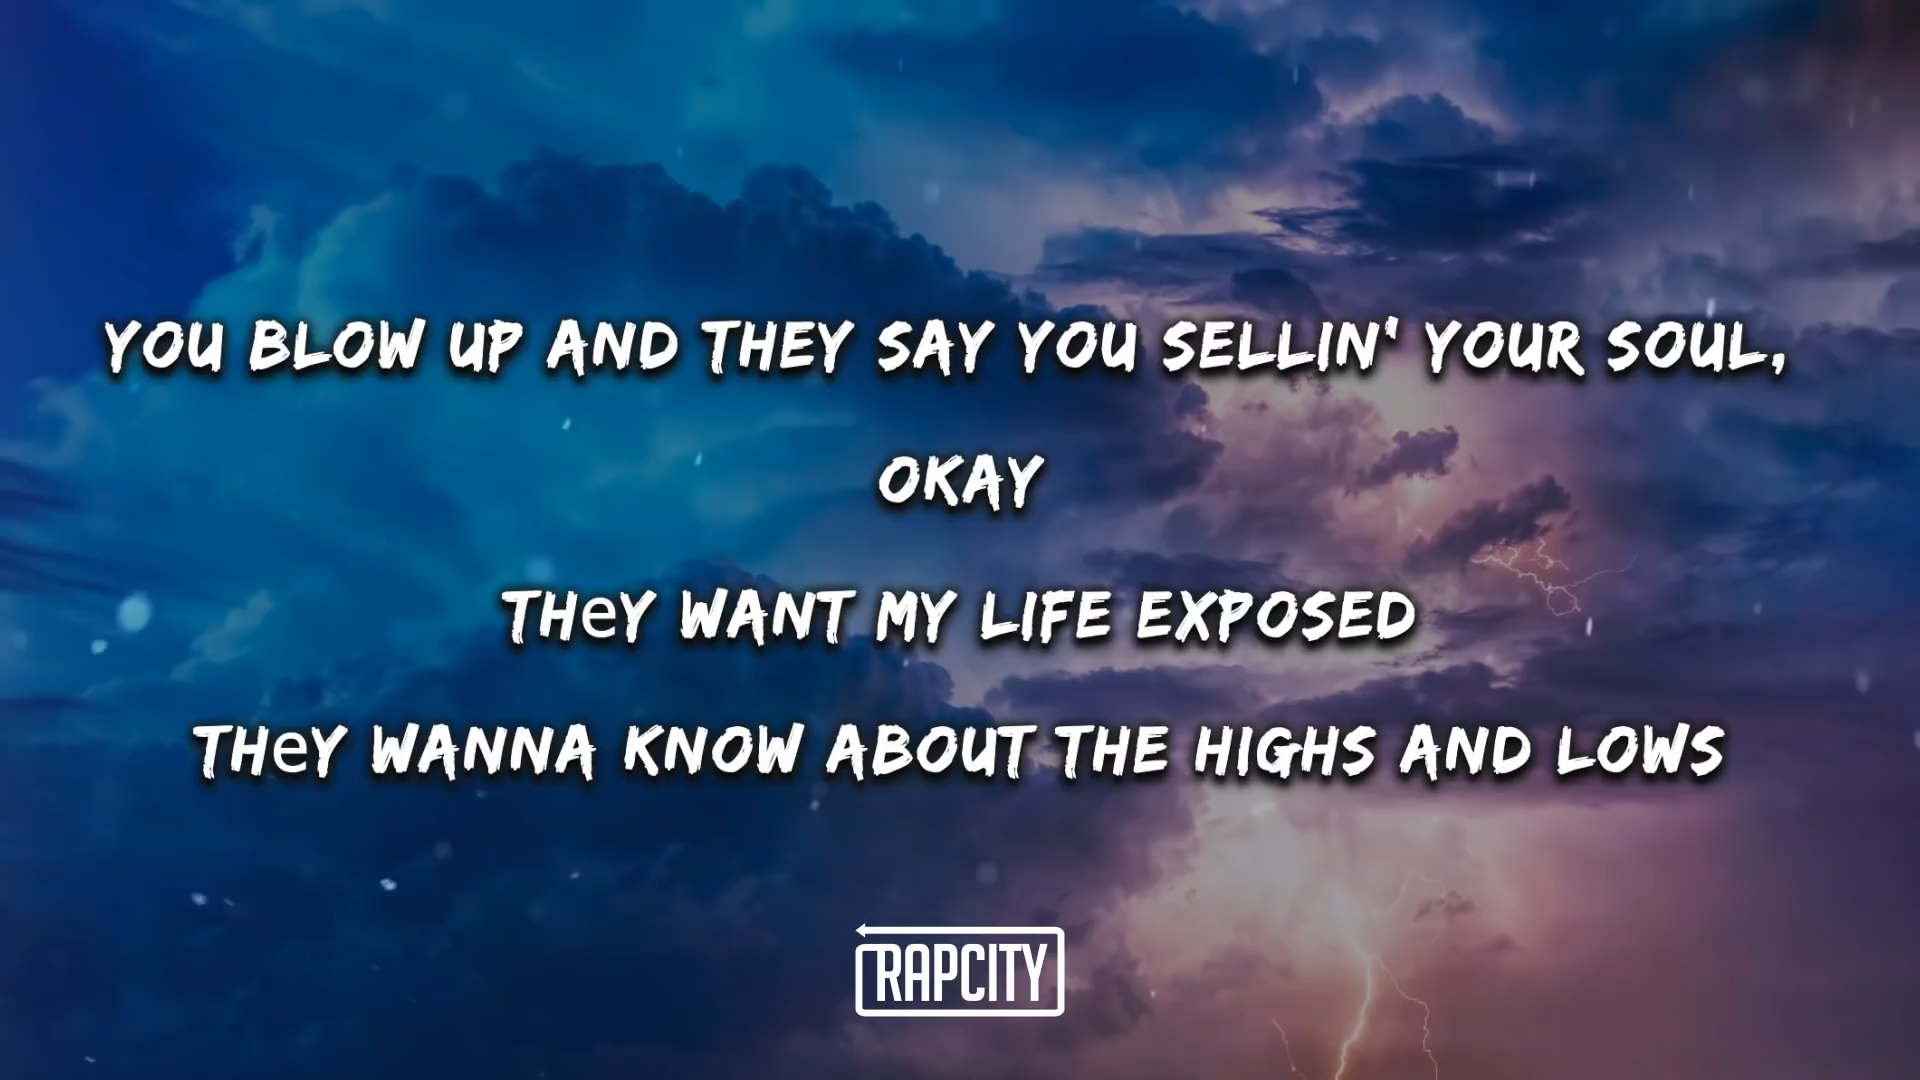 YOU BLOW UP AND THEY SAY YOU SELLIN' YOUR SOUL,
OKAY
THeY WANT MY LIFE EXPOSED
THeY WANNA KNOW ABOUT THE HIGHS AND LOWS
RAPCITY